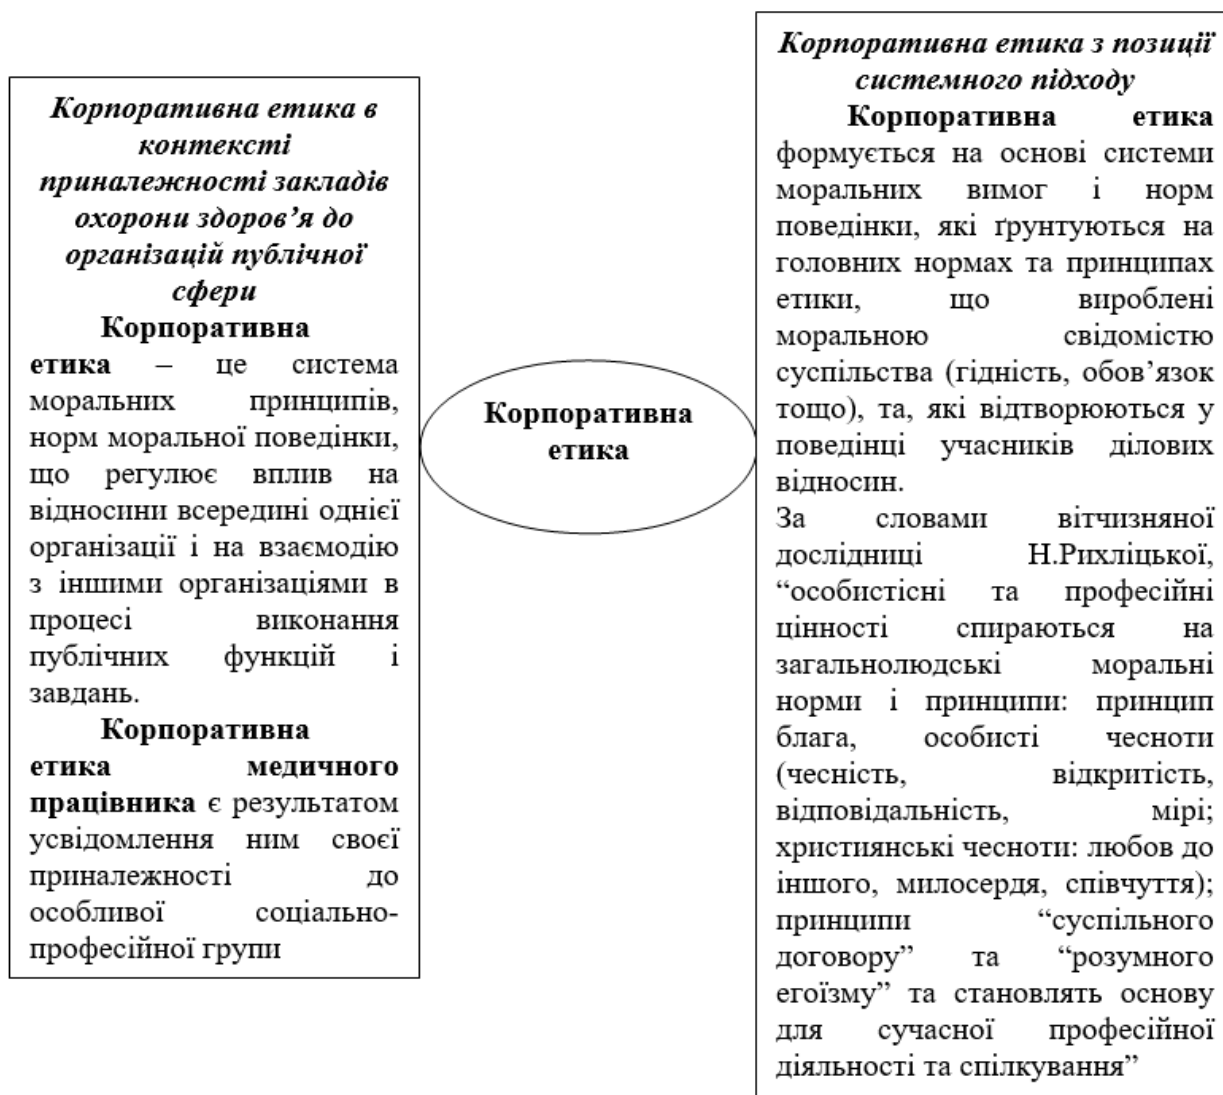 Корпоративна етика в
контексті
приналежності закладів
охорони здоров’я до
організацій публічної
сфери
Корпоративна
етика – це система
моральних принципів,
норм моральної поведінки,
що регулює вплив на
відносини всередині однієї
організації і на взаємодію
з іншими організаціями в
процесі виконання
публічних функцій і
завдань.
Корпоративна
етика медичного
працівника є результатом
усвідомлення ним своєї
приналежності до
особливої соціально-
професійної групи
Корпоративна
етика
Корпоративна етика з позиції
системного підходу
Корпоративна етика
формується на основі системи
моральних вимог і норм
поведінки, які ґрунтуються на
головних нормах та принципах
етики, що вироблені
моральною свідомістю
суспільства (гідність, обов’язок
тощо), та, які відтворюються у
поведінці учасників ділових
відносин.
За словами вітчизняної
дослідниці Н.Рихліцької,
“особистісні та професійні
цінності спираються на
загальнолюдські моральні
норми і принципи: принцип
блага, особисті чесноти
(чесність, відкритість,
відповідальність, мірі;
християнські чесноти: любов до
іншого, милосердя, співчуття);
принципи “суспільного
договору” та “розумного
егоїзму” та становлять основу
для сучасної професійної
діяльності та спілкування”